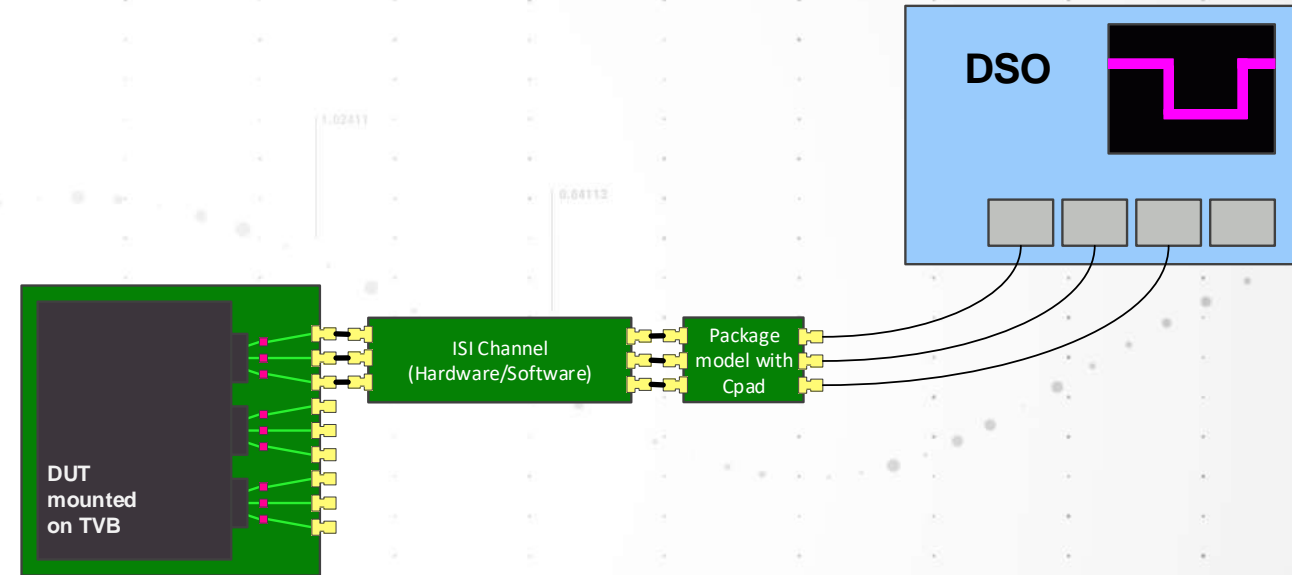 DSO
1.02411
0.04112
ISI Channel
(Hardware/Software)
Package
model with
Cpad
DUT
mounted
on TVB